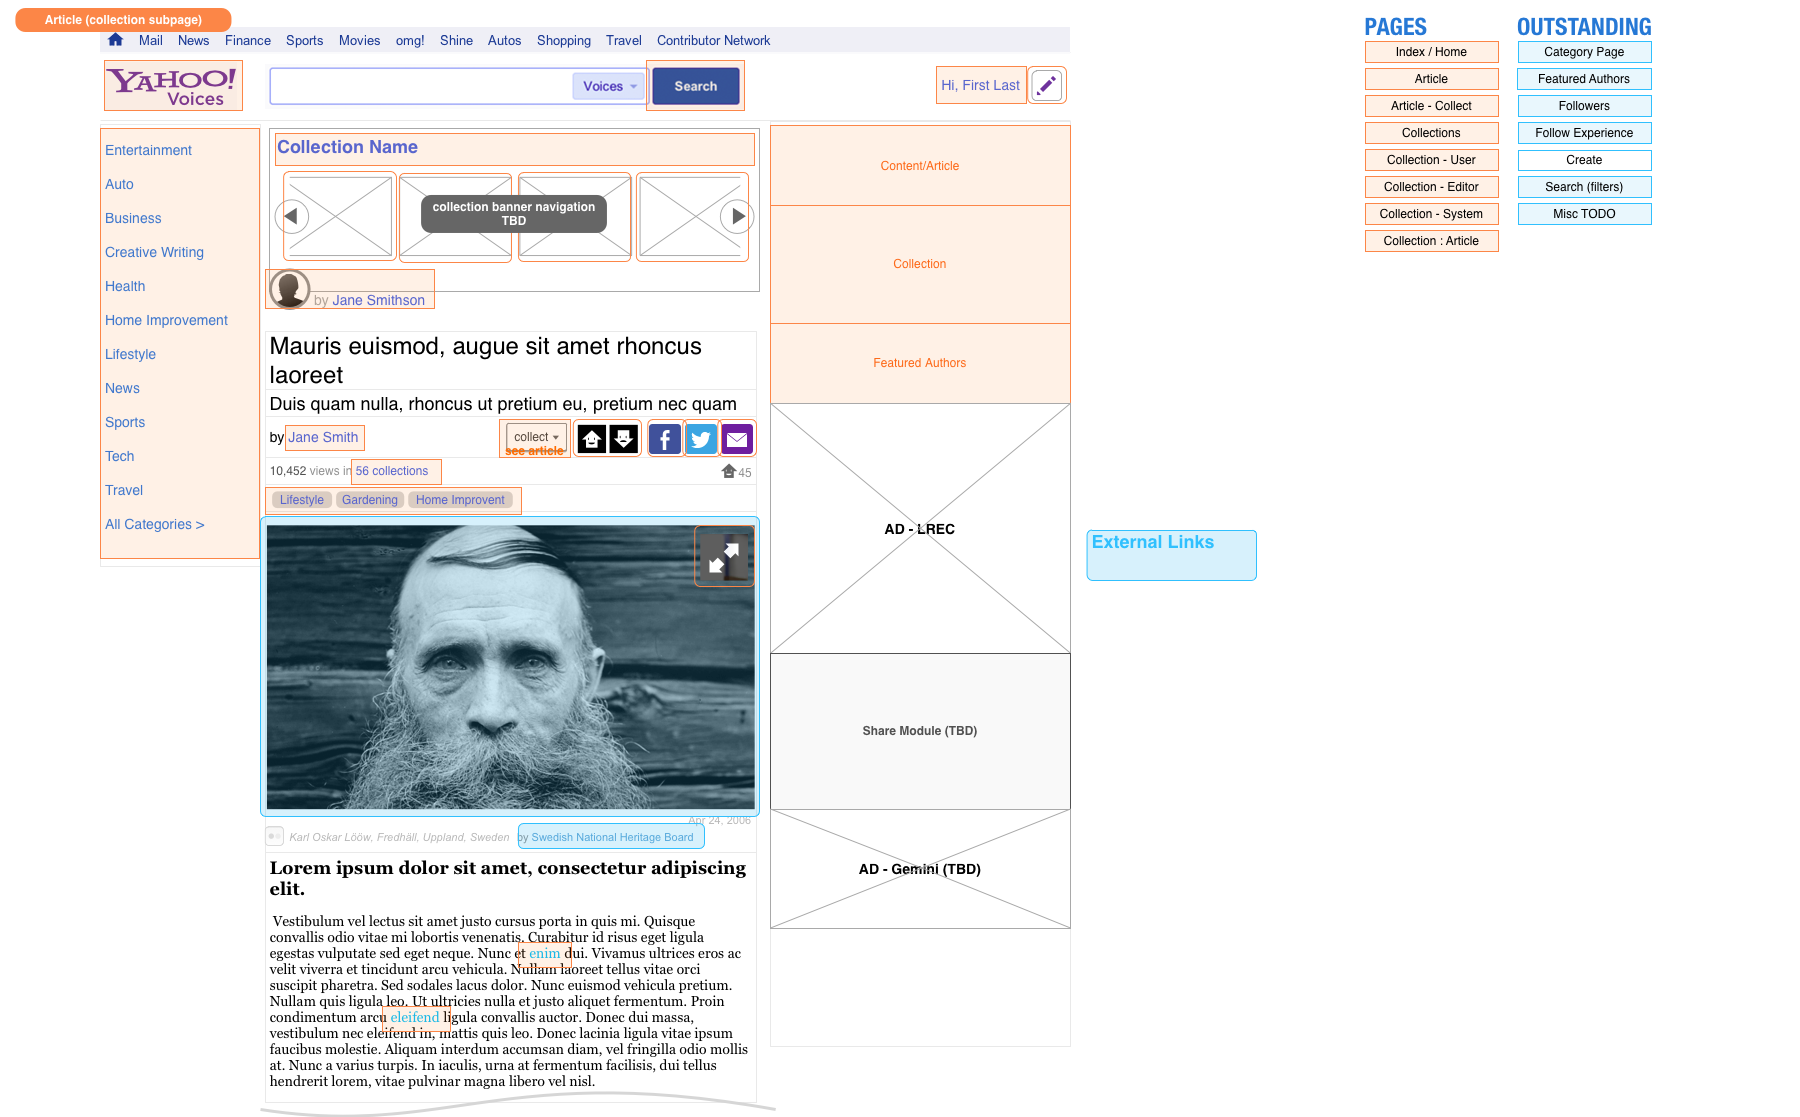 Article (collection subpage)
Mail News Finance Sports Movies omg! Shine Autos Shopping Travel Contributor Network
YAHOO!
Voices
Voices
Search
Hi, First Last
Entertainment
Auto
Business
Creative Writing
Health
Home Improvement
Lifestyle
News
Sports
Tech
Travel
All Categories >
Collection Name
collection banner navigation
TBD
by Jane Smithson
Mauris euismod, augue sit amet rhoncus
laoreet
Duis quam nulla, rhoncus ut pretium eu, pretium nec quam
by Jane Smith
collect
see article
f
10,452 views in 56 collections
45
Lifestyle Gardening Home Improvent
Apr 24, 2006
Karl Oskar Lööw, Fredhäll, Uppland, Sweden by Swedish National Heritage Board
Lorem ipsum dolor sit amet, consectetur adipiscing
elit.
Vestibulum vel lectus sit amet justo cursus porta in quis mi. Quisque
convallis odio vitae mi lobortis venenatis. Curabitur id risus eget ligula
egestas vulputate sed eget neque. Nunc et enim dui. Vivamus ultrices eros ac
velit viverra et tincidunt arcu vehicula. Nullam laoreet tellus vitae orci
suscipit pharetra. Sed sodales lacus dolor. Nunc euismod vehicula pretium.
Nullam quis ligula leo. Ut ultricies nulla et justo aliquet fermentum. Proin
condimentum arcu eleifend ligula convallis auctor. Donec dui massa,
vestibulum nec eleifend in, mattis quis leo. Donec lacinia ligula vitae ipsum
faucibus molestie. Aliquam interdum accumsan diam, vel fringilla odio mollis
at. Nunc a varius turpis. In iaculis, urna at fermentum facilisis, dui tellus
hendrerit lorem, vitae pulvinar magna libero vel nisl.
Content/Article
Collection
Featured Authors
AD - LREC
Share Module (TBD)
AD - Gemini (TBD)
External Links
PAGES
Index / Home
Article
Article - Collect
Collections
Collection - User
Collection - Editor
Collection - System
Collection : Article
OUTSTANDING
Category Page
Featured Authors
Followers
Follow Experience
Create
Search (filters)
Misc TODO